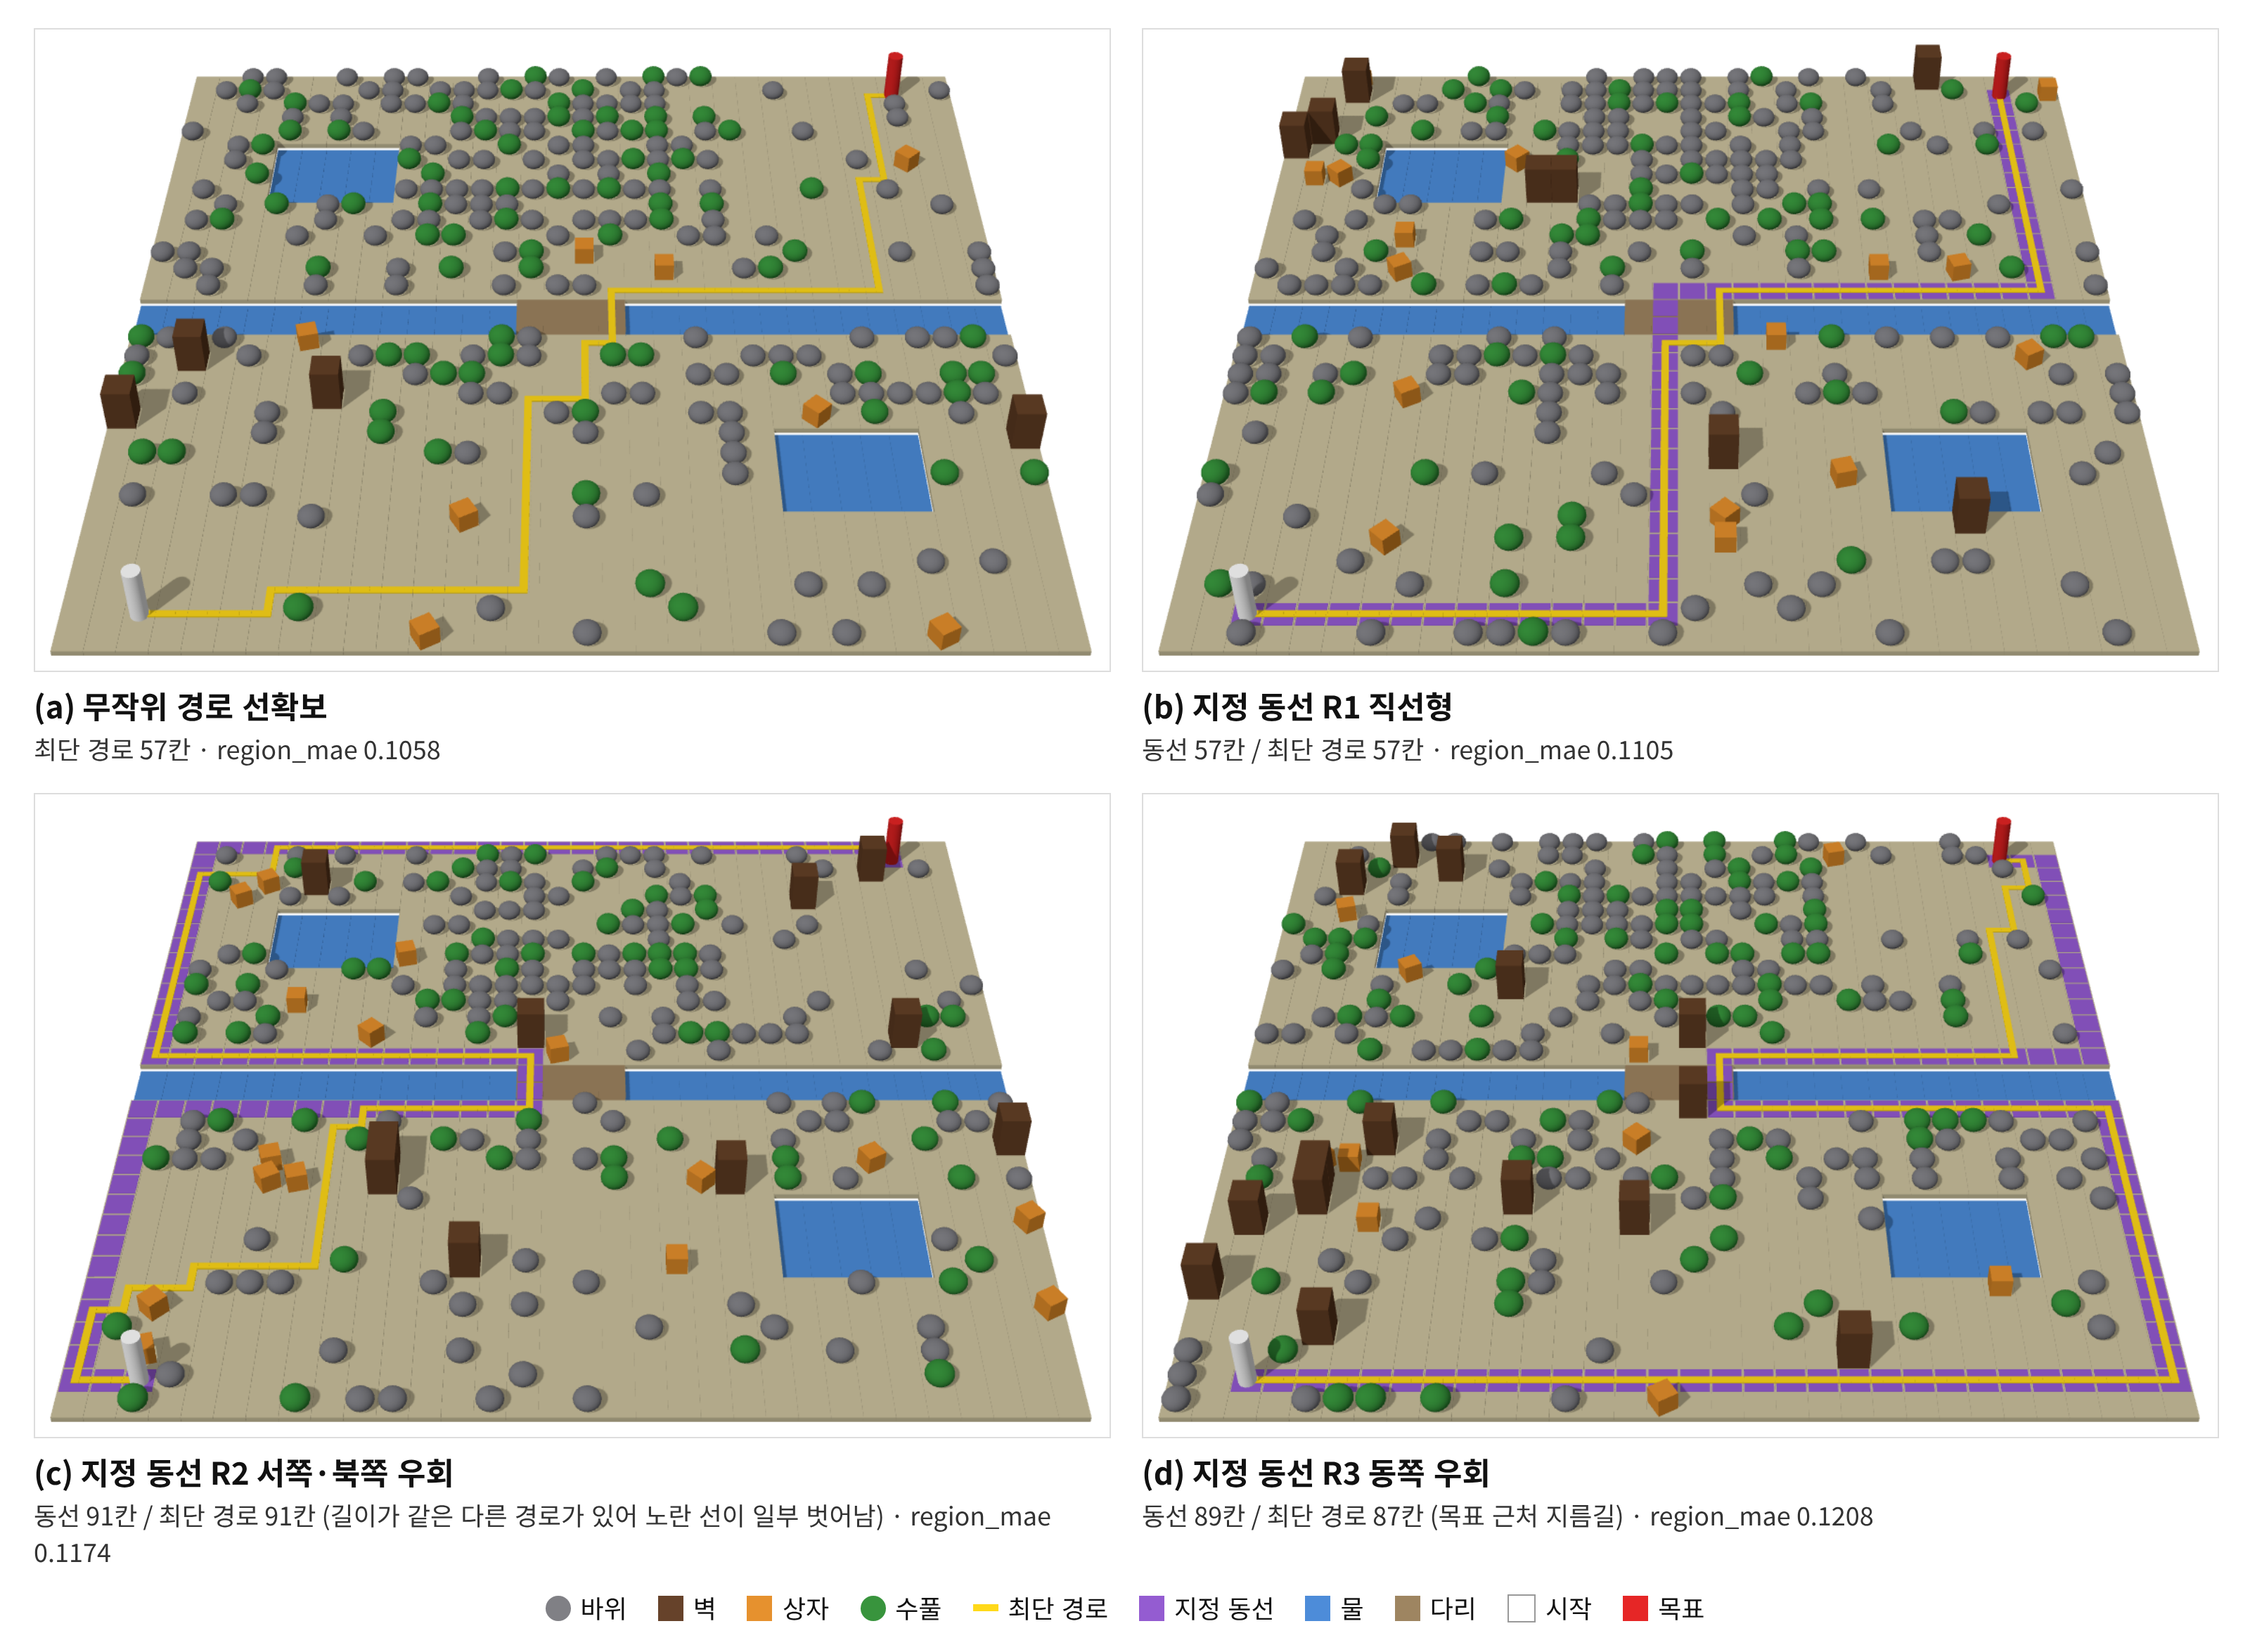 (a) 무작위 경로 선확보
최단 경로 57칸 · region_mae 0.1058
(b) 지정 동선 R1 직선형
동선 57칸 / 최단 경로 57칸 · region_mae 0.1105
(c) 지정 동선 R2 서쪽·북쪽 우회
동선 91칸 / 최단 경로 91칸 (길이가 같은 다른 경로가 있어 노란 선이 일부 벗어남) · region_mae
0.1174
(d) 지정 동선 R3 동쪽 우회
동선 89칸 / 최단 경로 87칸 (목표 근처 지름길) · region_mae 0.1208
바위 벽 상자 수풀 최단 경로 지정 동선 물 다리 시작 목표